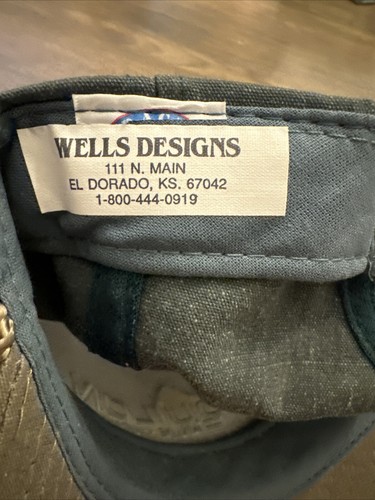 WELLS DESIGNS
111 N. MAIN
EL DORADO, KS. 67042
1-800-444-0919